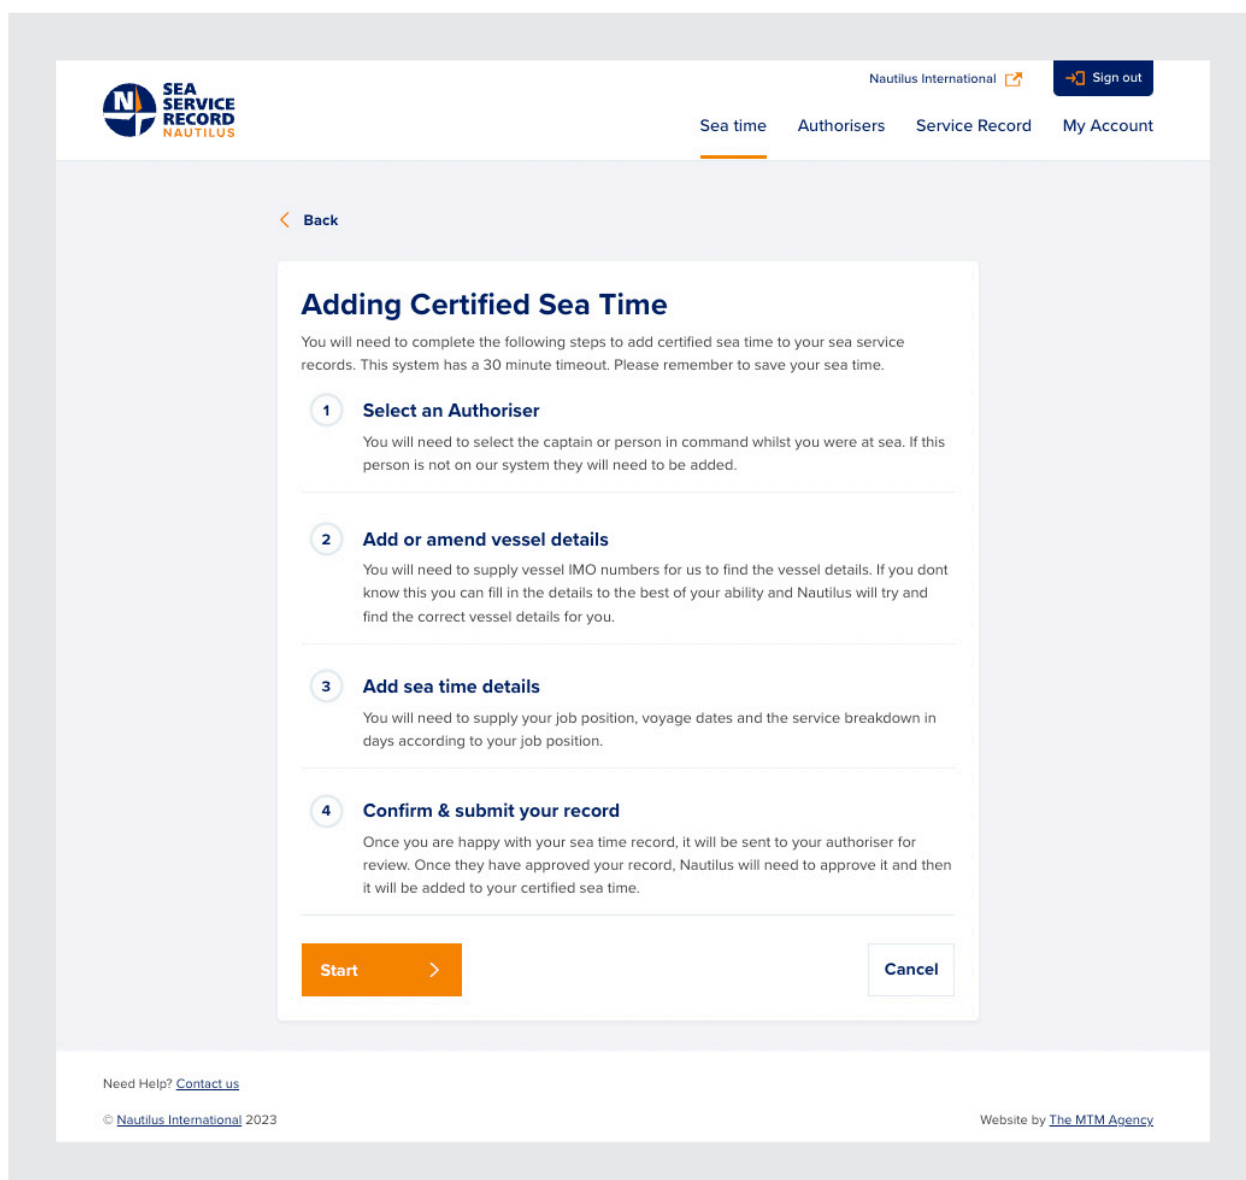 Nautilus International
Sign out
N
SEA
SERVICE
RECORD
NAUTILUS
Sea time
Authorisers
Service Record
My Account
Back
Adding Certified Sea Time
You will need to complete the following steps to add certified sea time to your sea service
records. This system has a 30 minute timeout. Please remember to save your sea time.
1
Select an Authoriser
You will need to select the captain or person in command whilst you were at sea. If this
person is not on our system they will need to be added.
2
Add or amend vessel details
You will need to supply vessel IMO numbers for us to find the vessel details. If you dont
know this you can fill in the details to the best of your ability and Nautilus will try and
find the correct vessel details for you.
3
Add sea time details
You will need to supply your job position, voyage dates and the service breakdown in
days according to your job position.
4
Confirm & submit your record
Once you are happy with your sea time record, it will be sent to your authoriser for
review. Once they have approved your record, Nautilus will need to approve it and then
it will be added to your certified sea time.
Start
Cancel
Need Help? Contact us
© Nautilus International 2023
Website by The MTM Agency